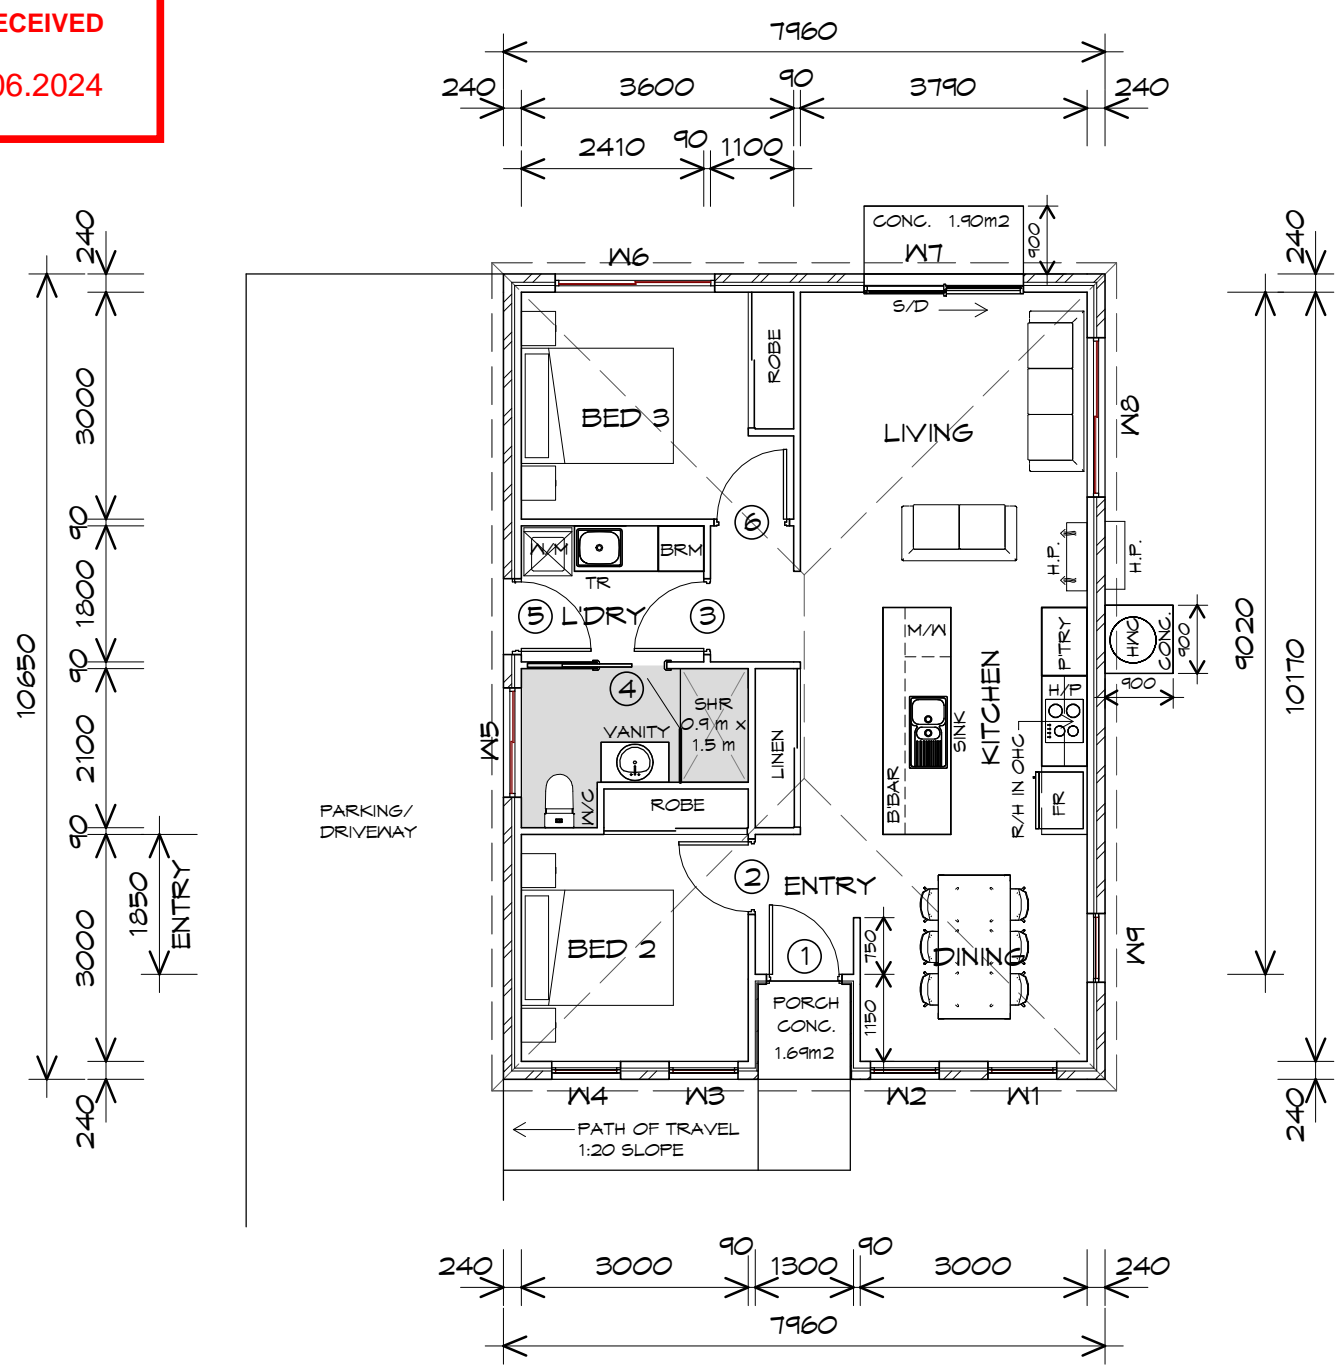 ECEIVED
06.2024
7960
240
3600
90
3790
240
2410
90
1100
CONC. 1.90m2
900
W6
W7
S/D
240
3000
90
1800
90
2100
90
3000
240
10650
1850
ENTRY
240
9020
10170
240
ROBE
BED 3
LIVING
W8
6
W/M
BRM
TR
5
L'DRY
3
H.P.
H.P.
M/W
P'TRY
HWC
CONC.
900
900
4
SHR
0.9 m x
1.5 m
VANITY
W5
W/C
LINEN
ROBE
B'BAR
SINK
KITCHEN
H/P
R/H IN OHC
FR
PARKING/
DRIVEWAY
2
ENTRY
BED 2
1
750
DINING
W9
PORCH
CONC.
1.69m2
1150
W4
W3
W2
W1
PATH OF TRAVEL
1:20 SLOPE
240
3000
90
1300
90
3000
240
7960